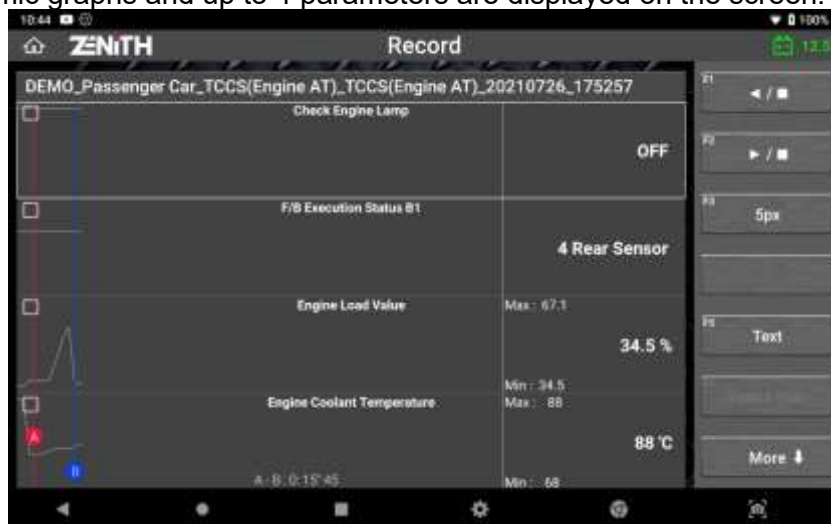 nic graphs and up to 4 parameters are displayed on the screen.
10:44
100%
ZENITH
Record
12.0
DEMO_Passenger Car_TCCS(Engine AT)_TCCS(Engine AT)_20210726_175257
Check Engine Lamp
OFF
F/B Execution Status B1
4 Rear Sensor
Engine Load Value
Max : 67.1
34.5 %
Min : 34.5
Engine Coolant Temperature
Max : 88
88 ℃
Min : 68
A
B
A - B: 0:15"45
F1
◄ / ■
F2
► / ■
F3
5px
F5
Text
More ⬇